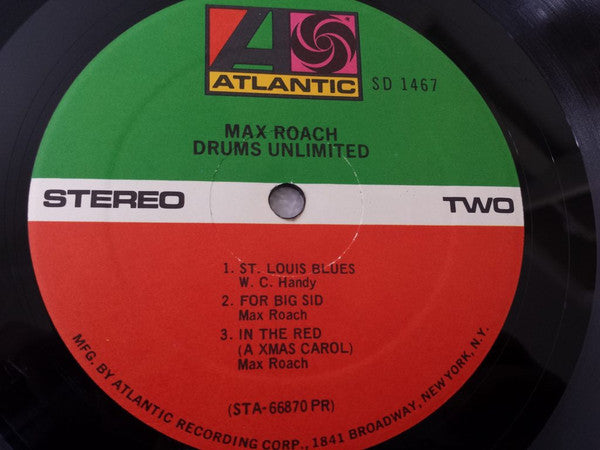 ATLANTIC
SD 1467
MAX ROACH
DRUMS UNLIMITED
STEREO
TWO
1. ST. LOUIS BLUES
W. C. Handy
2. FOR BIG SID
Max Roach
3. IN THE RED
(A XMAS CAROL)
Max Roach
(STA-66870 PR)
MFG. BY ATLANTIC RECORDING CORP., 1841 BROADWAY, NEW YORK, N.Y.